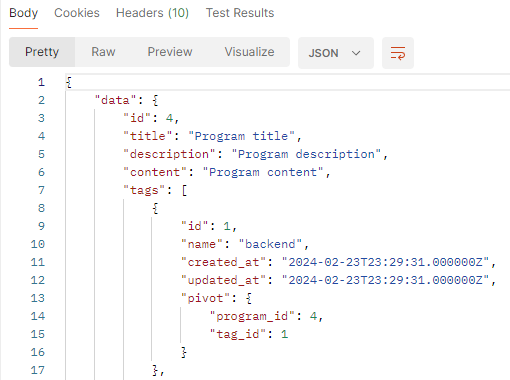 Body Cookies Headers (10) Test Results
Pretty Raw Preview Visualize JSON
1 {
2 "data": {
3 "id": 4,
4 "title": "Program title",
5 "description": "Program description",
6 "content": "Program content",
7 "tags": [
8 {
9 "id": 1,
10 "name": "backend",
11 "created_at": "2024-02-23T23:29:31.000000Z",
12 "updated_at": "2024-02-23T23:29:31.000000Z",
13 "pivot": {
14 "program_id": 4,
15 "tag_id": 1
16 }
17 },